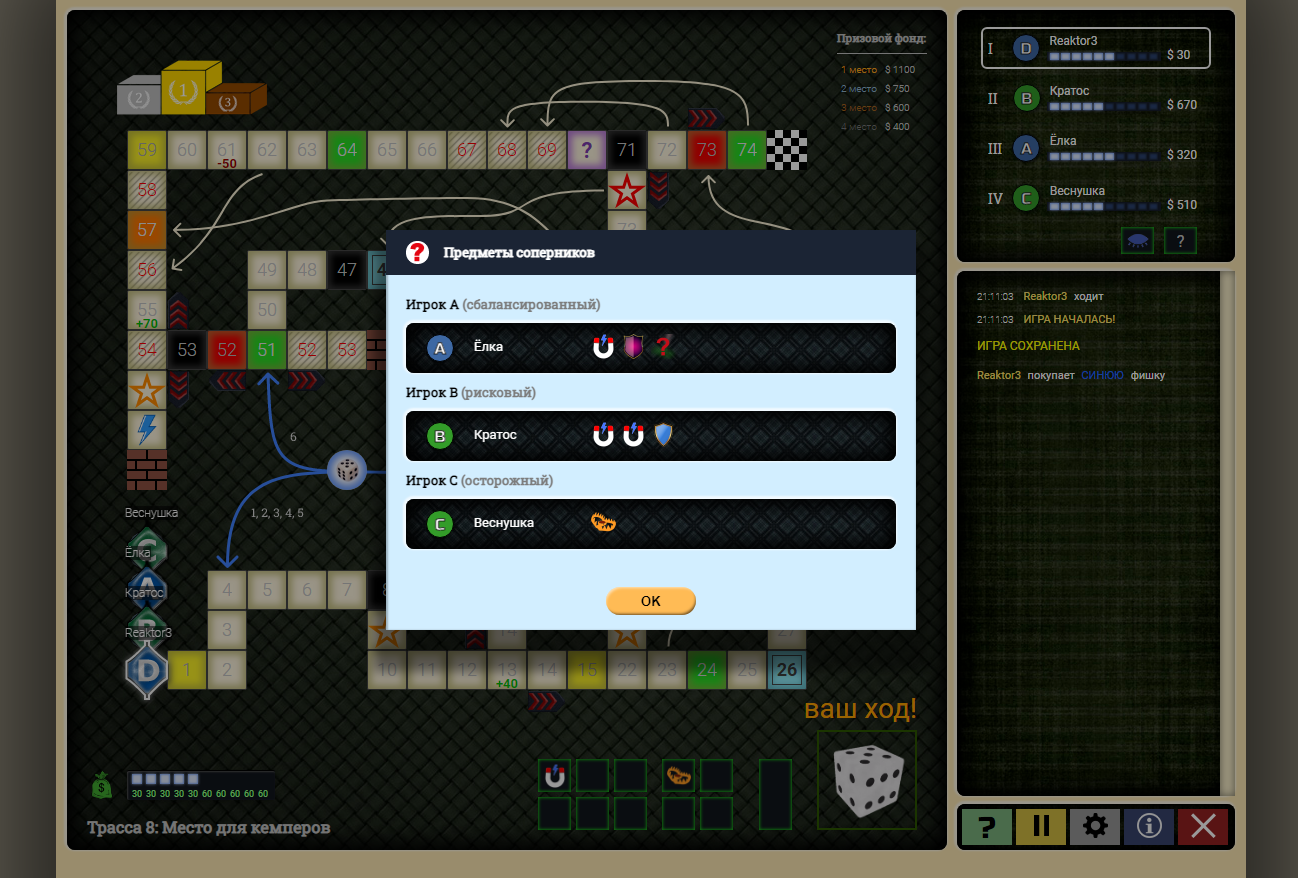 Призовой фонд:
1 место $ 1100
2 место $ 750
3 место $ 600
4 место $ 400
2 1 3
59 60 61 62 63 64 65 66 67 68 69 ? 71 72 73 74
-50
58
57
56 49 48 47
55 50
+70
54 53 52 51 52 53
6
1, 2, 3, 4, 5
Веснушка
Ёлка
Кратос
Reaktor3
D
4 5 6 7
3
1 2 10 11 12 13 14 15 22 23 24 25 26
+40
ваш ход!
30 30 30 30 30 60 60 60 60 60
Трасса 8: Место для кемперов
Предметы соперников
Игрок A (сбалансированный)
A Ёлка ?
Игрок B (рисковый)
B Кратос
Игрок C (осторожный)
C Веснушка
OK
I D Reaktor3 $ 30
II B Кратос $ 670
III A Ёлка $ 320
IV C Веснушка $ 510
?
21:11:03 Reaktor3 ходит
21:11:03 ИГРА НАЧАЛАСЬ!
ИГРА СОХРАНЕНА
Reaktor3 покупает СИНЮЮ фишку
?